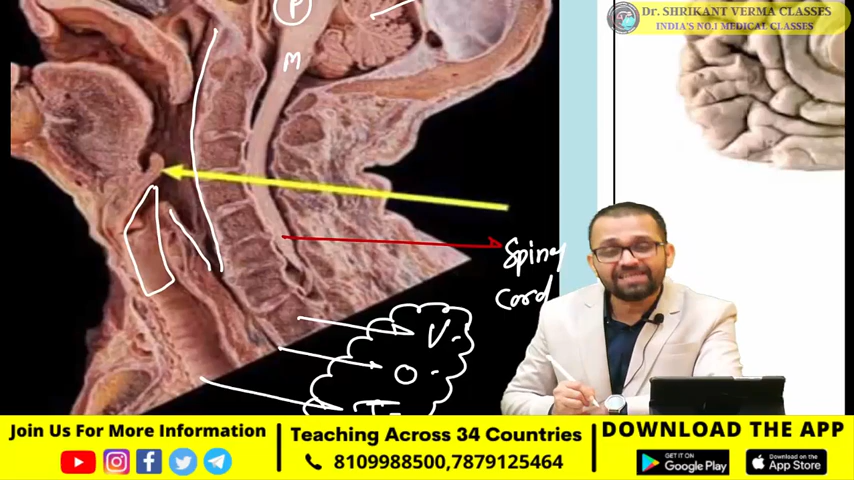 P
M
Dr. SHRIKANT VERMA CLASSES
INDIA'S NO.1 MEDICAL CLASSES
Spiney
Cord
V
O
T
Join Us For More Information
Teaching Across 34 Countries
8109988500,7879125464
DOWNLOAD THE APP
GET IT ON
Google Play
Download on the
App Store